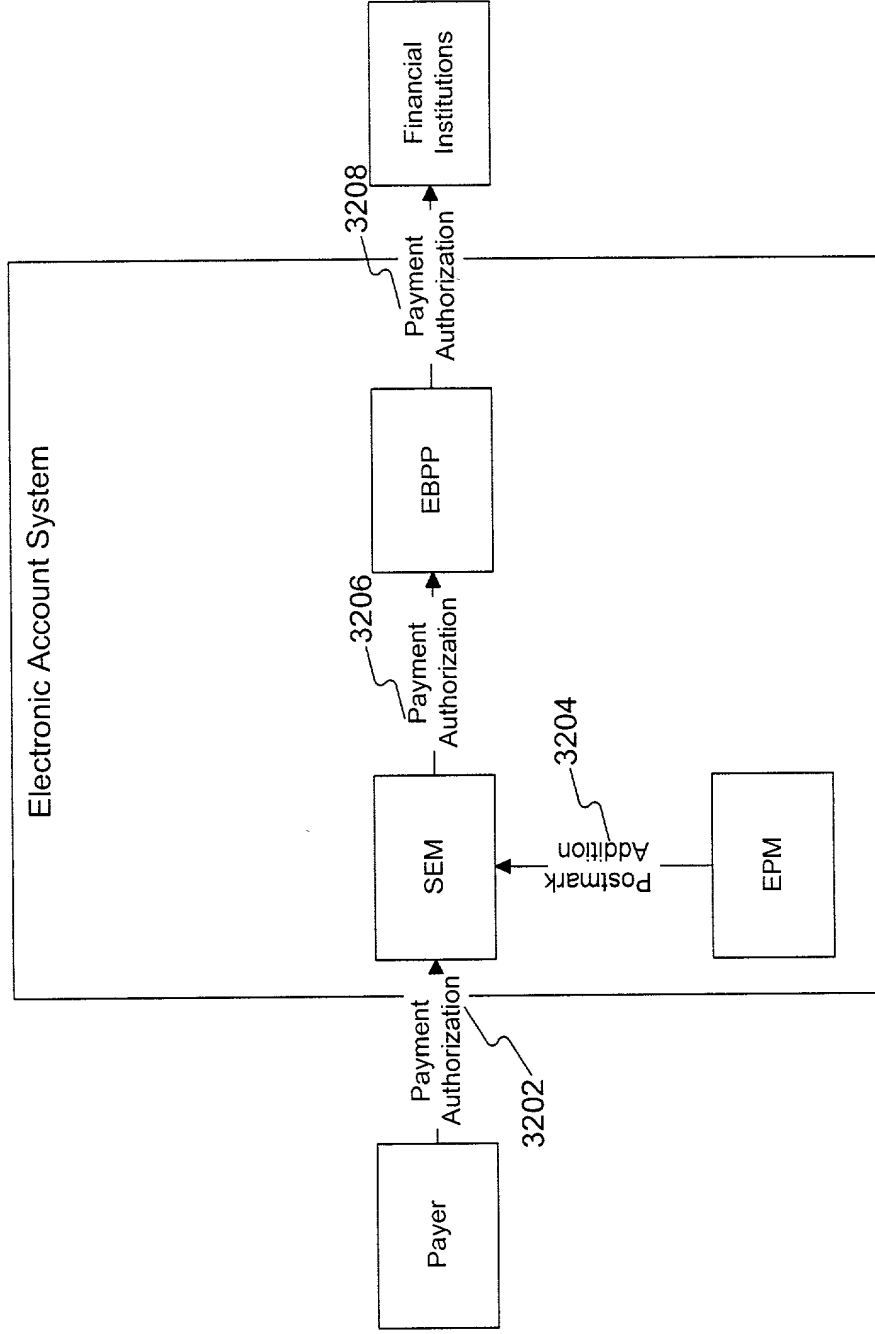 Electronic Account System
Payer
Payment
Authorization
3202
SEM
Postmark
Addition
3204
EPM
Payment
Authorization
3206
EBPP
Payment
Authorization
3208
Financial
Institutions